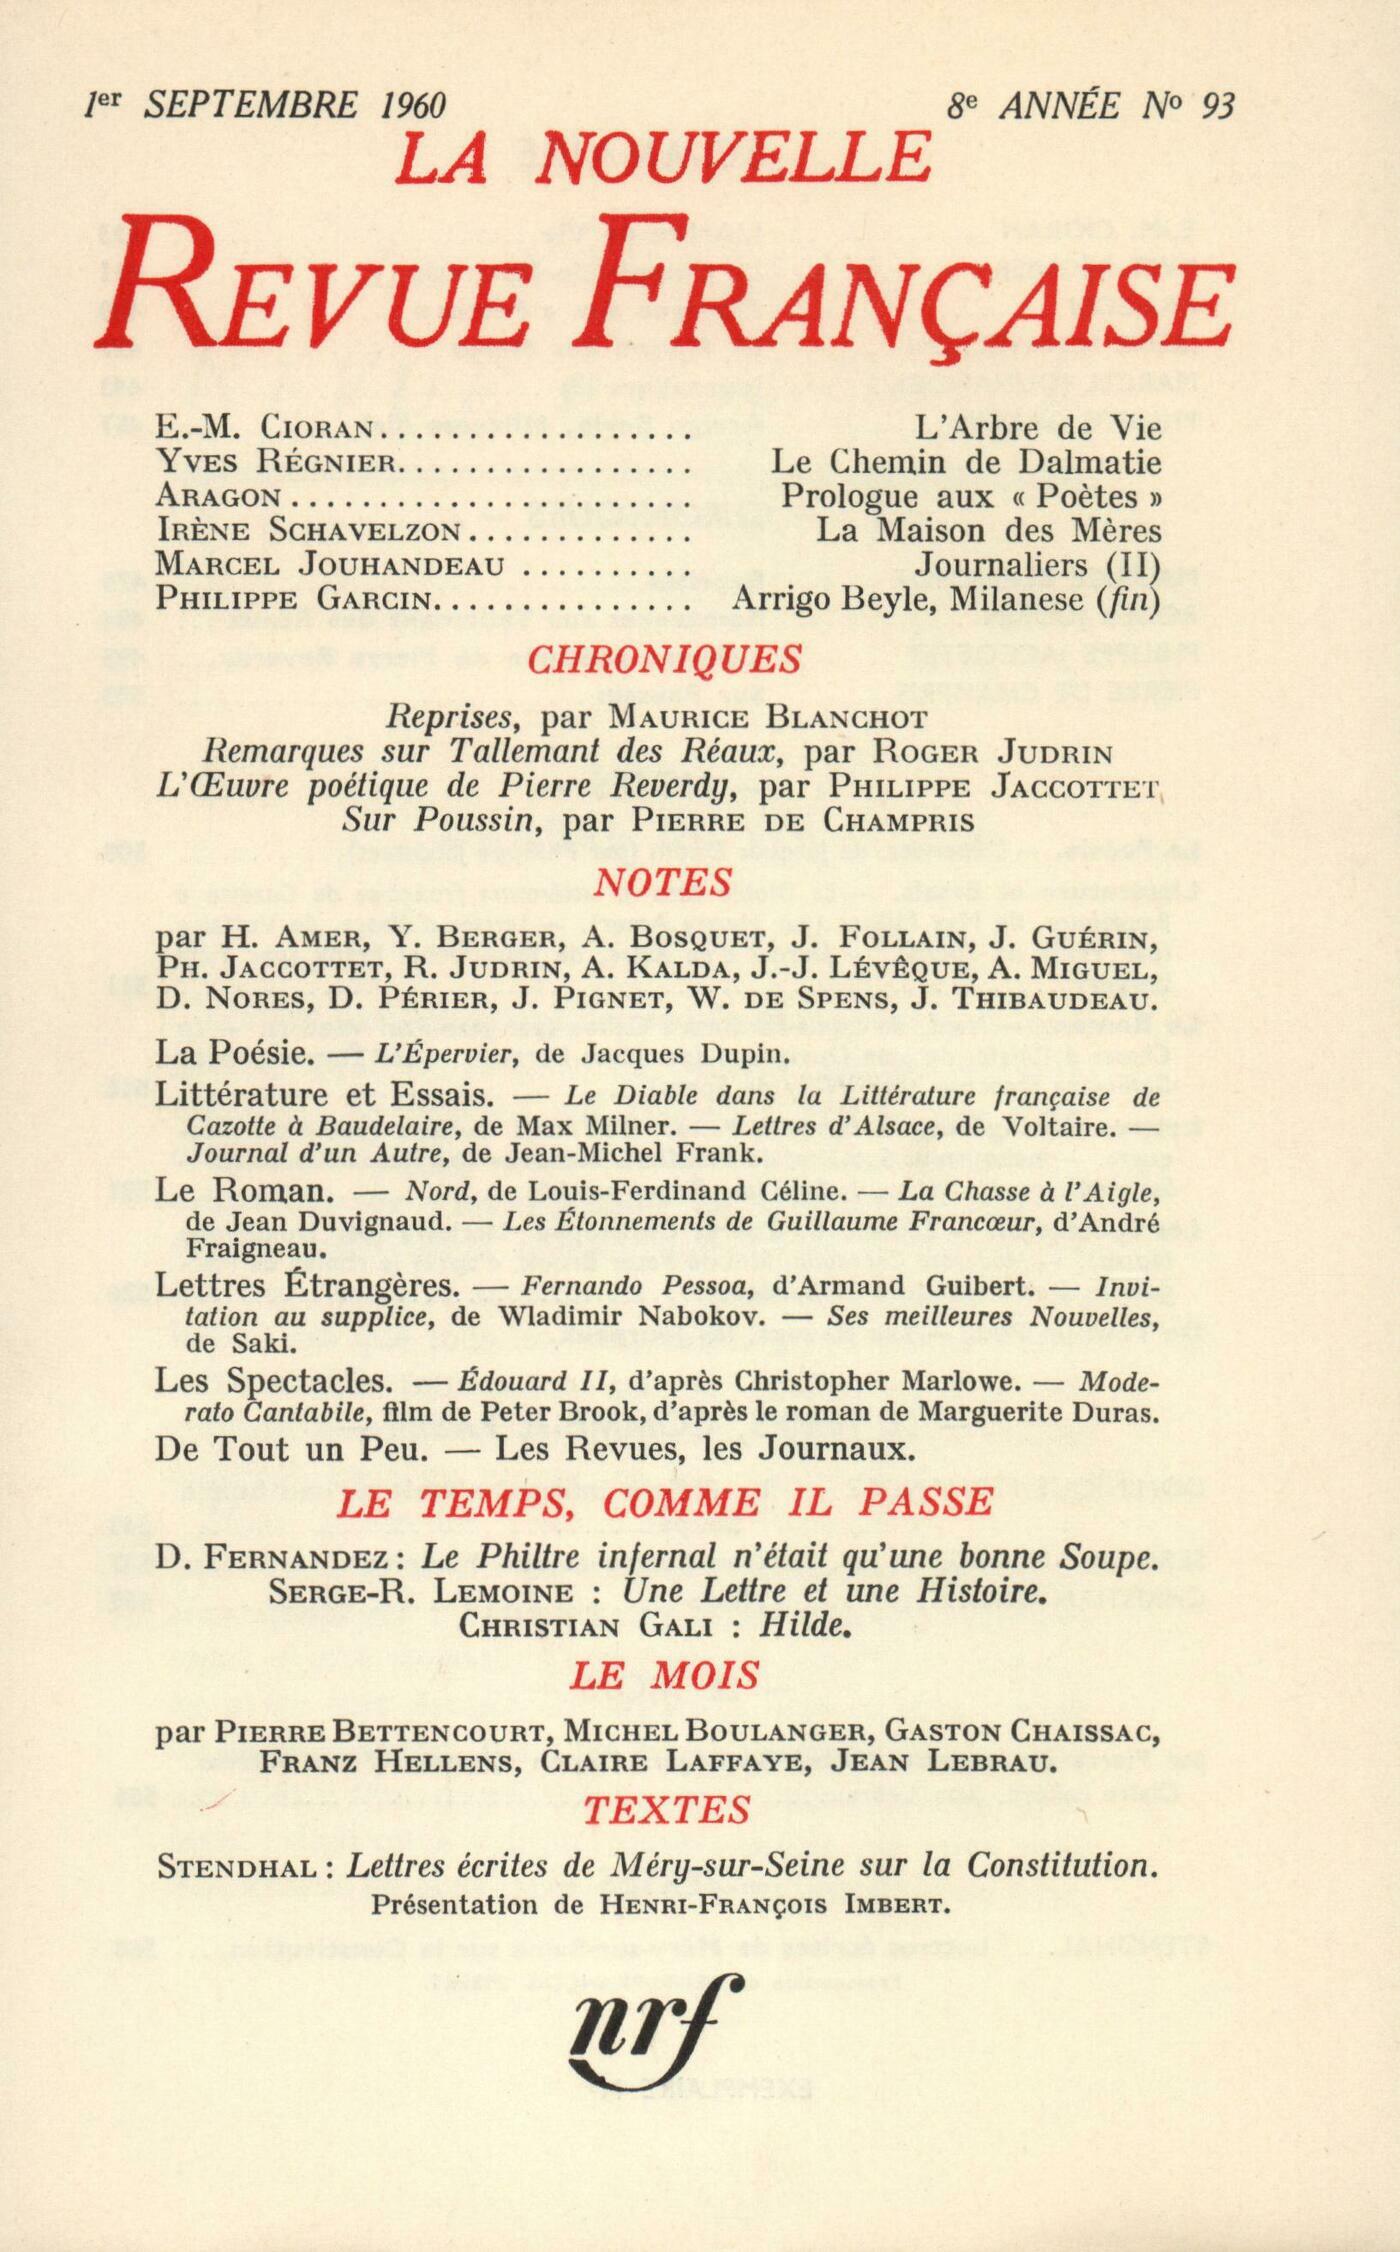 1er SEPTEMBRE 1960 8e ANNÉE No 93
LA NOUVELLE
REVUE FRANÇAISE
E.-M. CIORAN.................. L'Arbre de Vie
YVES RÉGNIER................. Le Chemin de Dalmatie
ARAGON ....................... Prologue aux « Poètes »
IRÈNE SCHAVELZON............. La Maison des Mères
MARCEL JOUHANDEAU .......... Journaliers (II)
PHILIPPE GARCIN............... Arrigo Beyle, Milanese (fin)
CHRONIQUES
Reprises, par MAURICE BLANCHOT
Remarques sur Tallemant des Réaux, par ROGER JUDRIN
L'Œuvre poétique de Pierre Reverdy, par PHILIPPE JACCOTTET
Sur Poussin, par PIERRE DE CHAMPRIS
NOTES
par H. AMER, Y. BERGER, A. BOSQUET, J. FOLLAIN, J. GUÉRIN,
PH. JACCOTTET, R. JUDRIN, A. KALDA, J.-J. LÉVÊQUE, A. MIGUEL,
D. NORES, D. PÉRIER, J. PIGNET, W. DE SPENS, J. THIBAUDEAU.
La Poésie. — L'Épervier, de Jacques Dupin.
Littérature et Essais. — Le Diable dans la Littérature française de
Cazotte à Baudelaire, de Max Milner. — Lettres d'Alsace, de Voltaire. —
Journal d'un Autre, de Jean-Michel Frank.
Le Roman. — Nord, de Louis-Ferdinand Céline. — La Chasse à l'Aigle,
de Jean Duvignaud. — Les Étonnements de Guillaume Francœur, d'André
Fraigneau.
Lettres Étrangères. — Fernando Pessoa, d'Armand Guibert. — Invi-
tation au supplice, de Wladimir Nabokov. — Ses meilleures Nouvelles,
de Saki.
Les Spectacles. — Édouard II, d'après Christopher Marlowe. — Mode-
rato Cantabile, film de Peter Brook, d'après le roman de Marguerite Duras.
De Tout un Peu. — Les Revues, les Journaux.
LE TEMPS, COMME IL PASSE
D. FERNANDEZ : Le Philtre infernal n'était qu'une bonne Soupe.
SERGE-R. LEMOINE : Une Lettre et une Histoire.
CHRISTIAN GALI : Hilde.
LE MOIS
par PIERRE BETTENCOURT, MICHEL BOULANGER, GASTON CHAISSAC,
FRANZ HELLENS, CLAIRE LAFFAYE, JEAN LEBRAU.
TEXTES
STENDHAL : Lettres écrites de Méry-sur-Seine sur la Constitution.
Présentation de HENRI-FRANÇOIS IMBERT.
nrf